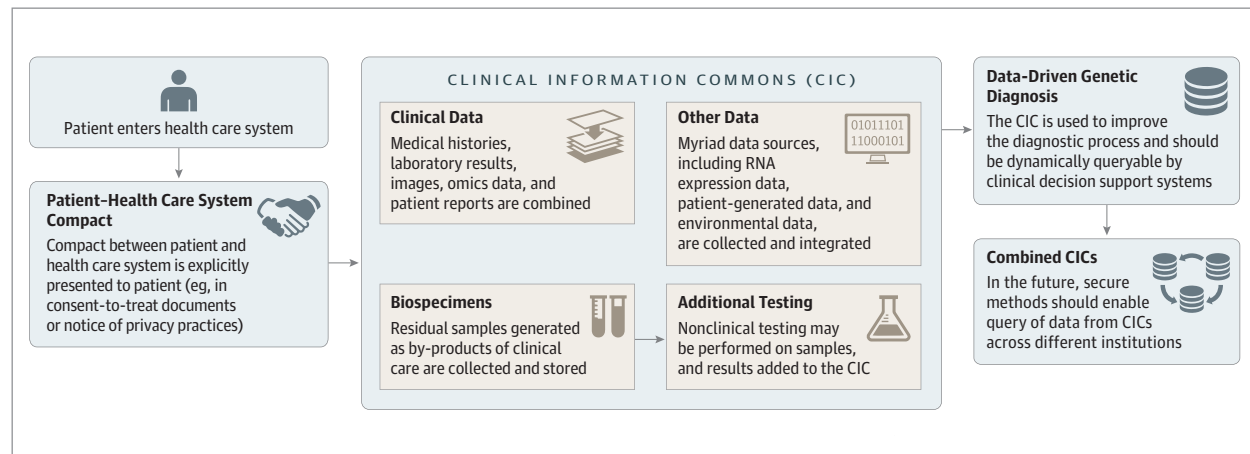 Patient enters health care system
Patient–Health Care System
Compact
Compact between patient and
health care system is explicitly
presented to patient (eg, in
consent-to-treat documents
or notice of privacy practices)
CLINICAL INFORMATION COMMONS (CIC)
Clinical Data
Medical histories,
laboratory results,
images, omics data, and
patient reports are combined
Other Data
Myriad data sources,
including RNA
expression data,
patient-generated data, and
environmental data,
are collected and integrated
01011101
11000101
Biospecimens
Residual samples generated
as by-products of clinical
care are collected and stored
Additional Testing
Nonclinical testing may
be performed on samples,
and results added to the CIC
Data-Driven Genetic
Diagnosis
The CIC is used to improve
the diagnostic process and should
be dynamically queryable by
clinical decision support systems
Combined CICs
In the future, secure
methods should enable
query of data from CICs
across different institutions